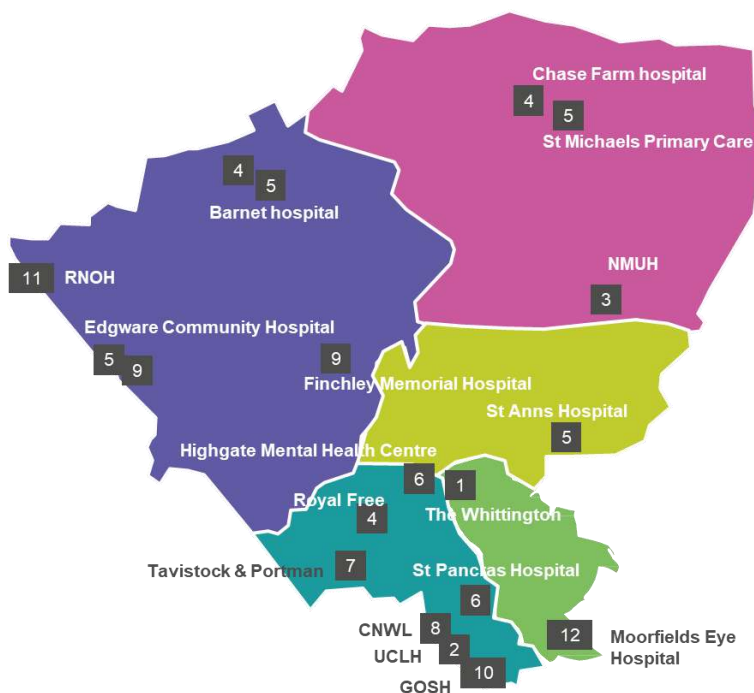 Chase Farm hospital
4
5
St Michaels Primary Care
4
5
Barnet hospital
NMUH
11
RNOH
3
Edgware Community Hospital
5
9
9
Finchley Memorial Hospital
St Anns Hospital
5
Highgate Mental Health Centre
6
1
Royal Free
The Whittington
4
Tavistock & Portman
7
St Pancras Hospital
6
CNWL
8
12
Moorfields Eye
Hospital
UCLH
2
10
GOSH